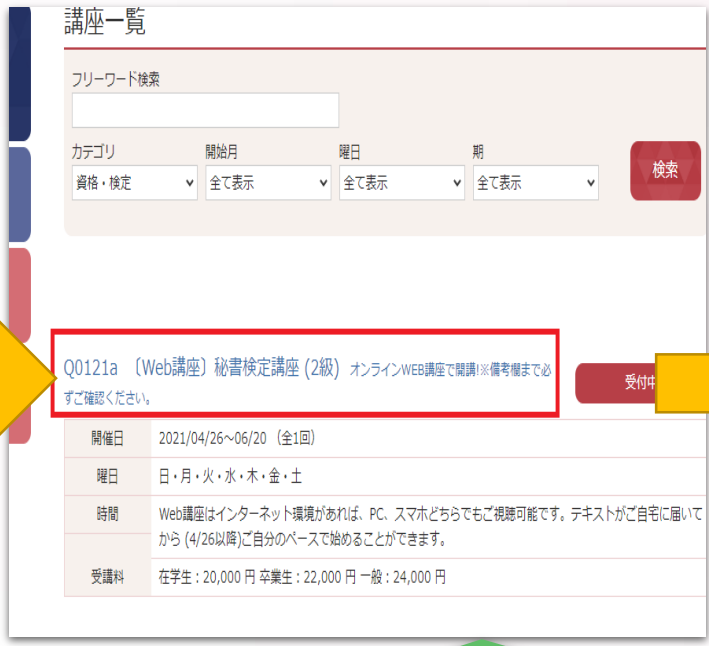 講座一覧
フリーワード検索
カテゴリ 開始月 曜日 期
資格・検定 全て表示 全て表示 全て表示 検索
Q0121a 〔Web講座〕秘書検定講座 (2級) オンラインWEB講座で開講!※備考欄まで必
ずご確認ください。
受付中
開催日 2021/04/26～06/20 （全1回）
曜日 日・月・火・水・木・金・土
時間 Web講座はインターネット環境があれば、PC、スマホどちらでもご視聴可能です。テキストがご自宅に届いて
から (4/26以降)ご自分のペースで始めることができます。
受講料 在学生：20,000 円 卒業生：22,000 円 一般：24,000 円